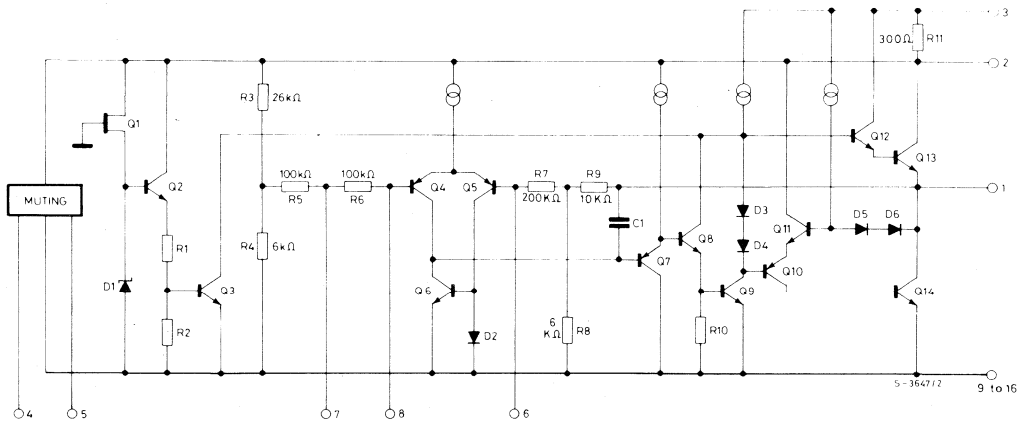 3
300Ω R11
2
R3 26kΩ
Q1
Q12
Q13
Q2
100kΩ
R5
100kΩ
R6
Q4 Q5
R7
200KΩ
R9
10KΩ
1
MUTING
C1
D3
D5 D6
Q11
R1
R4 6kΩ
Q7
Q8
D4
Q10
D1
Q3
Q6
Q9
Q14
R2
D2
6
KΩ R8
R10
S-3647/2
9 to 16
4 5 7 8 6